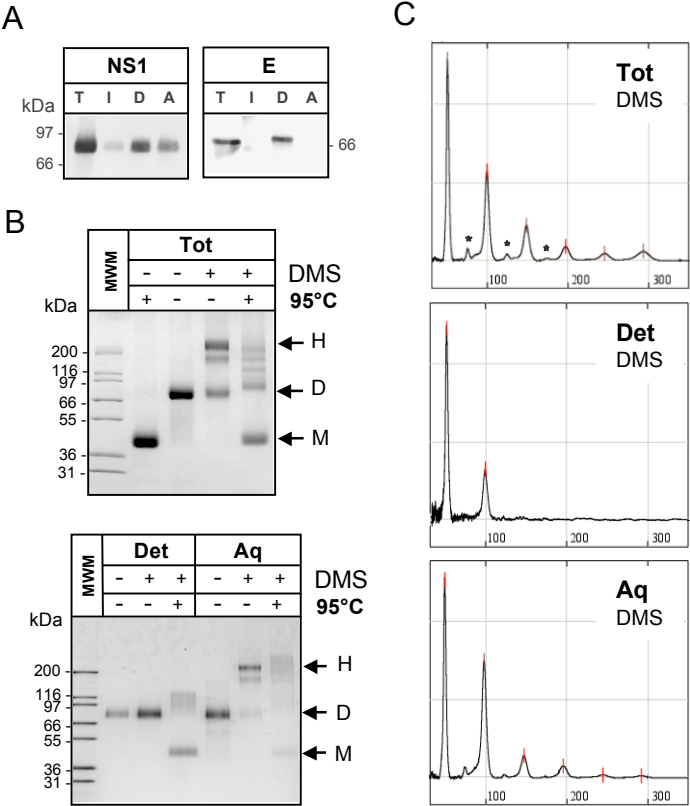 A
NS1
E
T I D A
T I D A
kDa
97 -
66 -
- 66
B
Tot
MWM
- - + + DMS
+ - - + 95°C
kDa
200 -
116 -
97 -
66 -
55 -
36 -
31 -
H
D
M
Det Aq
MWM
- + + - + + DMS
- - + - - + 95°C
kDa
200 -
116 -
97 -
66 -
55 -
36 -
31 -
H
D
M
C
Tot
DMS
* * *
100 200 300
Det
DMS
100 200 300
Aq
DMS
100 200 300